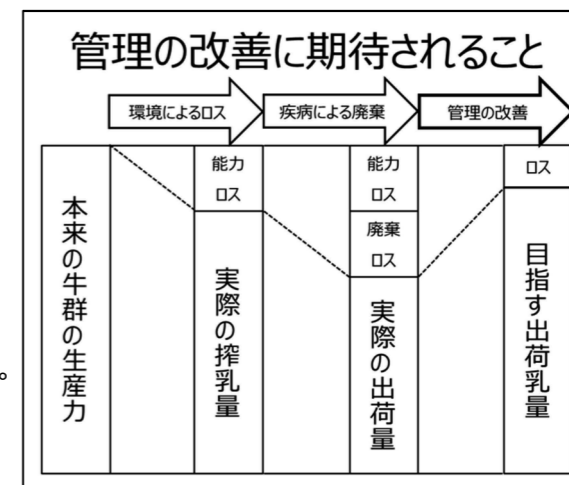 管理の改善に期待されること
環境によるロス
疾病による廃棄
管理の改善
本来の牛群の生産力
能力
ロス
実際の搾乳量
能力
ロス
廃棄
ロス
実際の出荷量
ロス
目指す出荷乳量
。